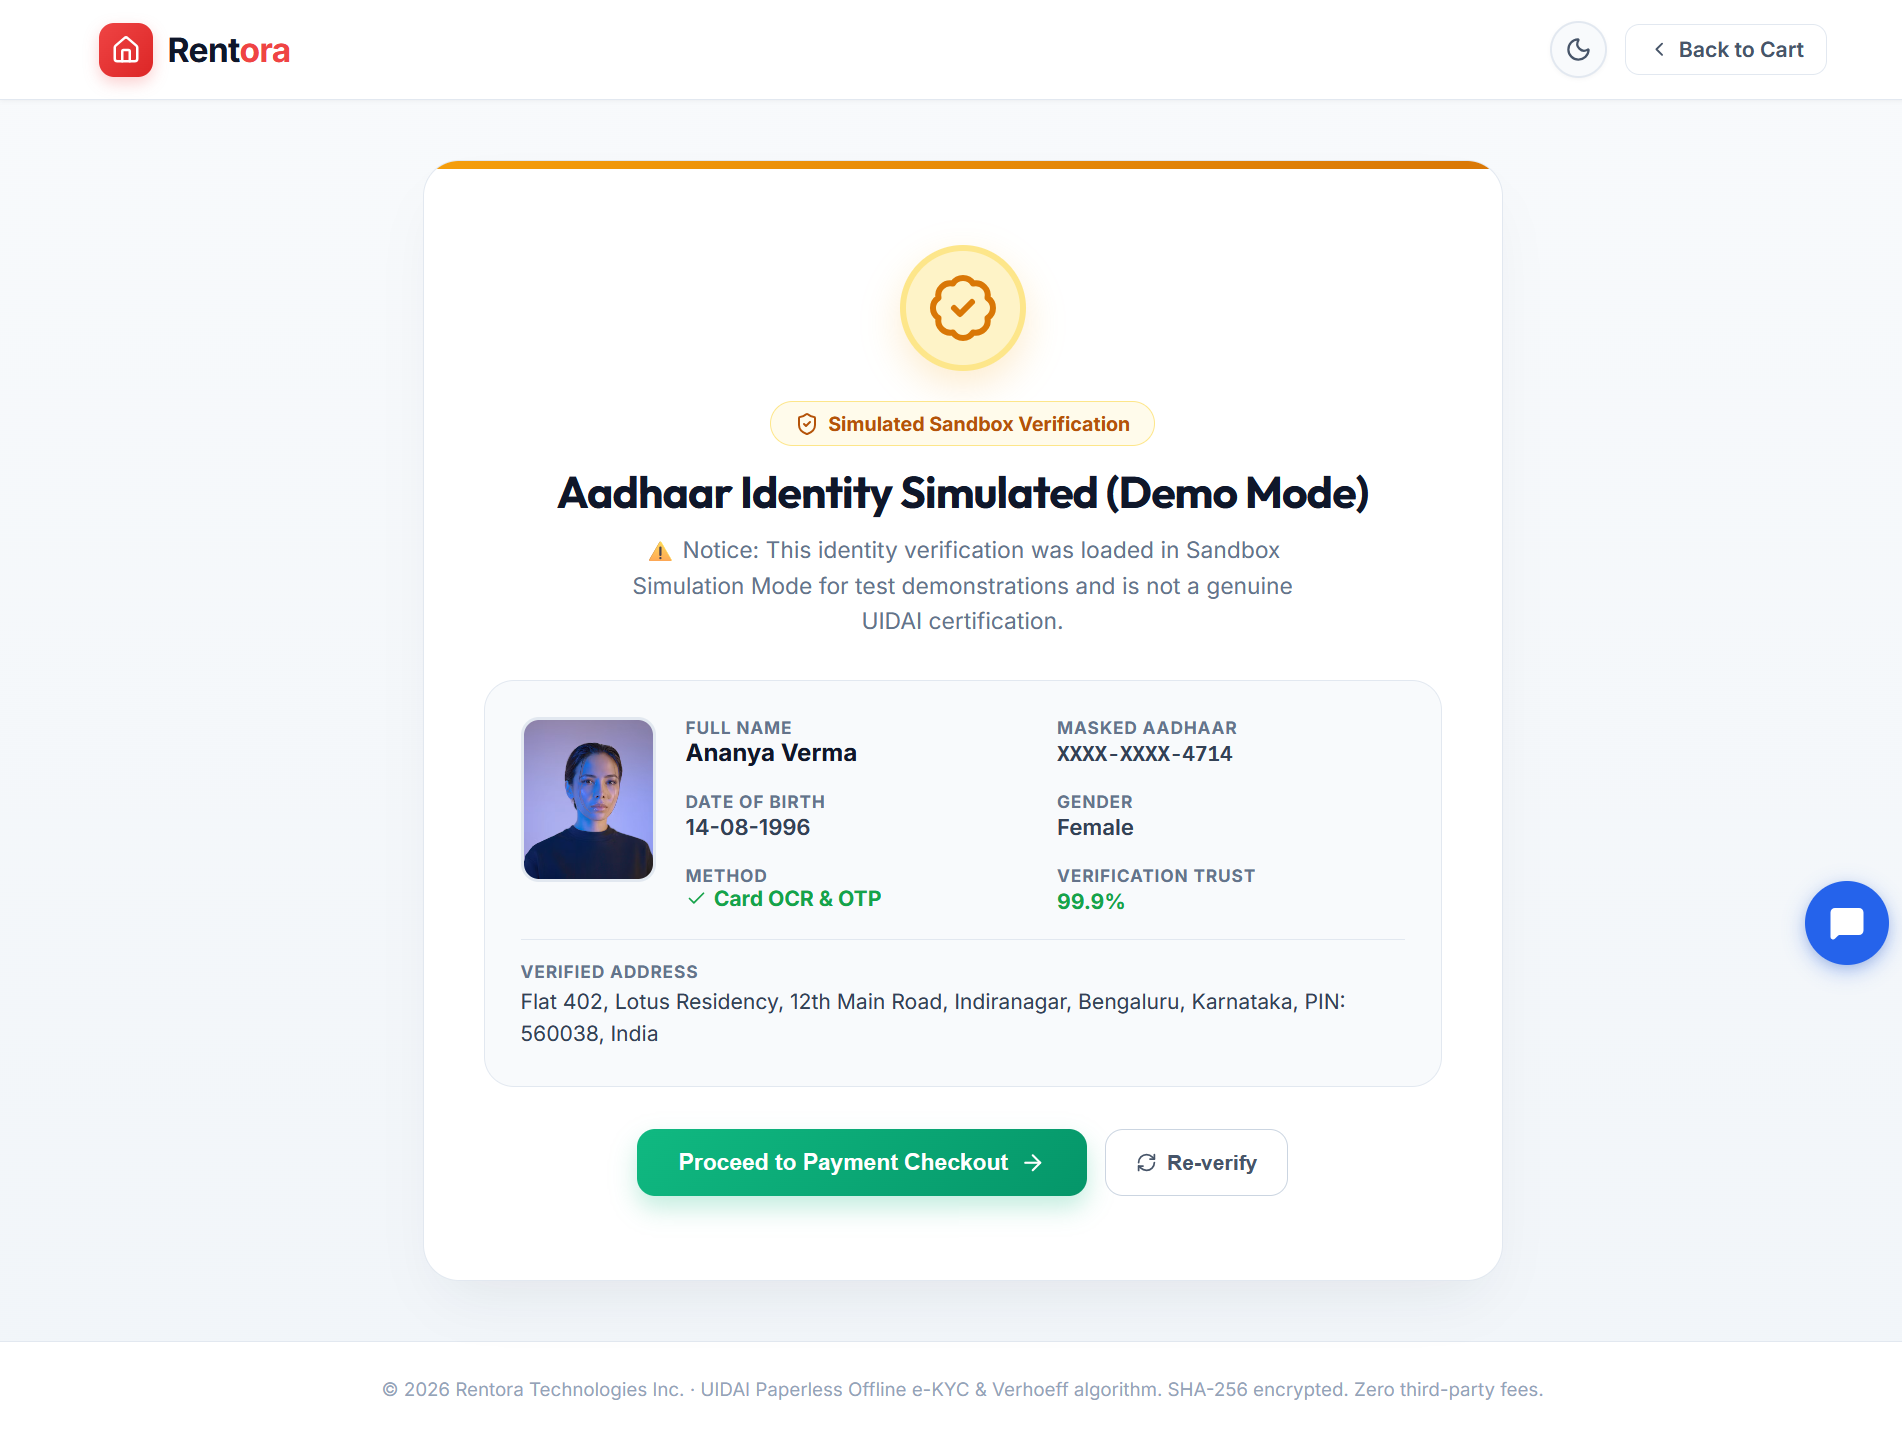 Rentora
Back to Cart
Simulated Sandbox Verification
Aadhaar Identity Simulated (Demo Mode)
⚠️ Notice: This identity verification was loaded in Sandbox
Simulation Mode for test demonstrations and is not a genuine
UIDAI certification.
FULL NAME
Ananya Verma
MASKED AADHAAR
XXXX-XXXX-4714
DATE OF BIRTH
14-08-1996
GENDER
Female
METHOD
Card OCR & OTP
VERIFICATION TRUST
99.9%
VERIFIED ADDRESS
Flat 402, Lotus Residency, 12th Main Road, Indiranagar, Bengaluru, Karnataka, PIN:
560038, India
Proceed to Payment Checkout →
Re-verify
© 2026 Rentora Technologies Inc. · UIDAI Paperless Offline e-KYC & Verhoeff algorithm. SHA-256 encrypted. Zero third-party fees.